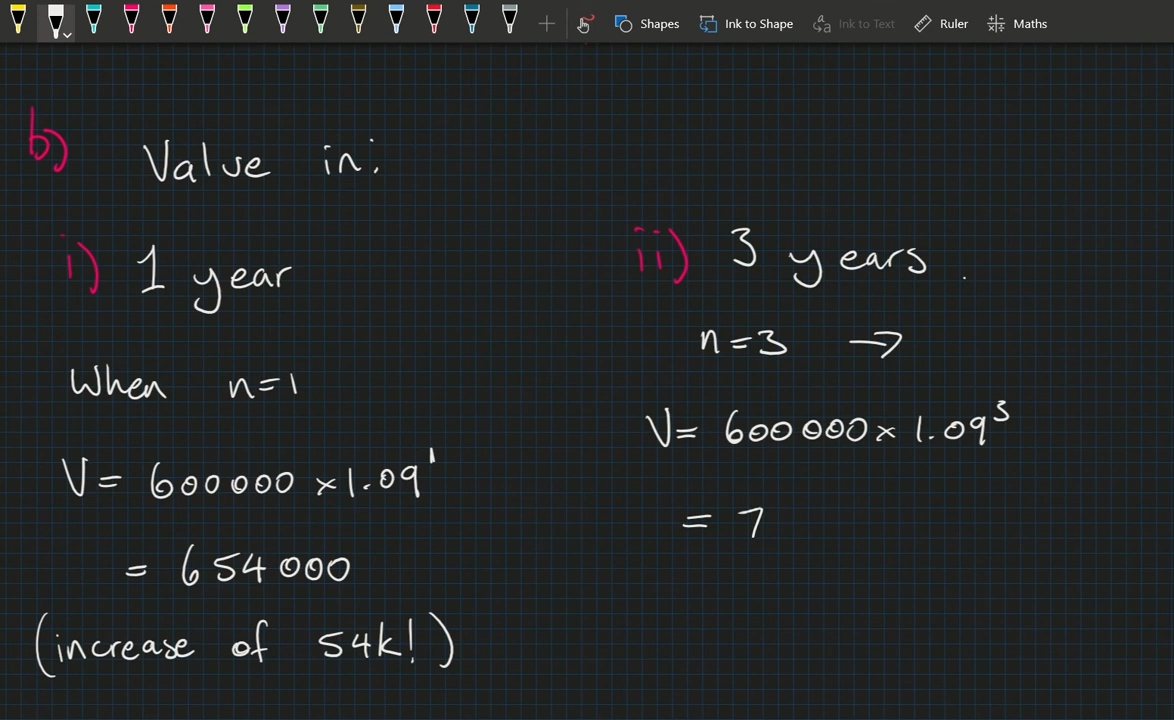 Shapes Ink to Shape Ink to Text Ruler Maths
b) Value in:
i) 1 year
When n=1
V= 600000 ×1.09¹
= 654000
(increase of 54k!)
ii) 3 years.
n=3 →
V= 600000× 1.09³
= 7